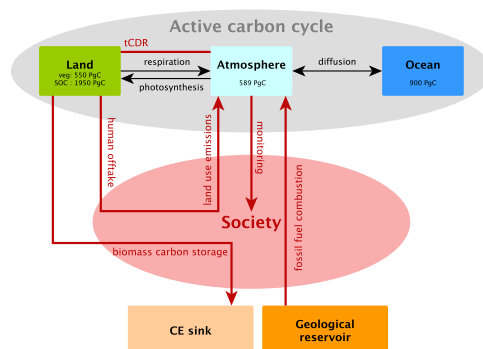 Active carbon cycle
tCDR
Land
veg: 550 PgC
SOC : 1950 PgC
respiration
photosynthesis
Atmosphere
589 PgC
diffusion
Ocean
900 PgC
human offtake
land use emissions
monitoring
fossil fuel combustion
Society
biomass carbon storage
CE sink
Geological
reservoir